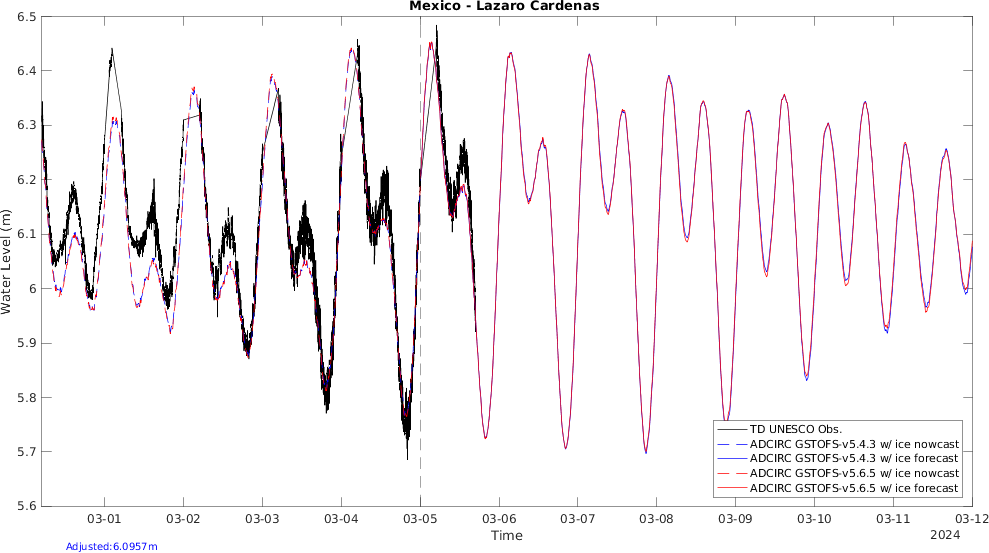 Mexico - Lazaro Cardenas
6.5
6.4
6.3
6.2
6.1
6
5.9
5.8
5.7
5.6
Water Level (m)
TD UNESCO Obs.
ADCIRC GSTOFS-v5.4.3 w/ ice nowcast
ADCIRC GSTOFS-v5.4.3 w/ ice forecast
ADCIRC GSTOFS-v5.6.5 w/ ice nowcast
ADCIRC GSTOFS-v5.6.5 w/ ice forecast
03-01 03-02 03-03 03-04 03-05 03-06 03-07 03-08 03-09 03-10 03-11 03-12
Time
2024
Adjusted:6.0957m